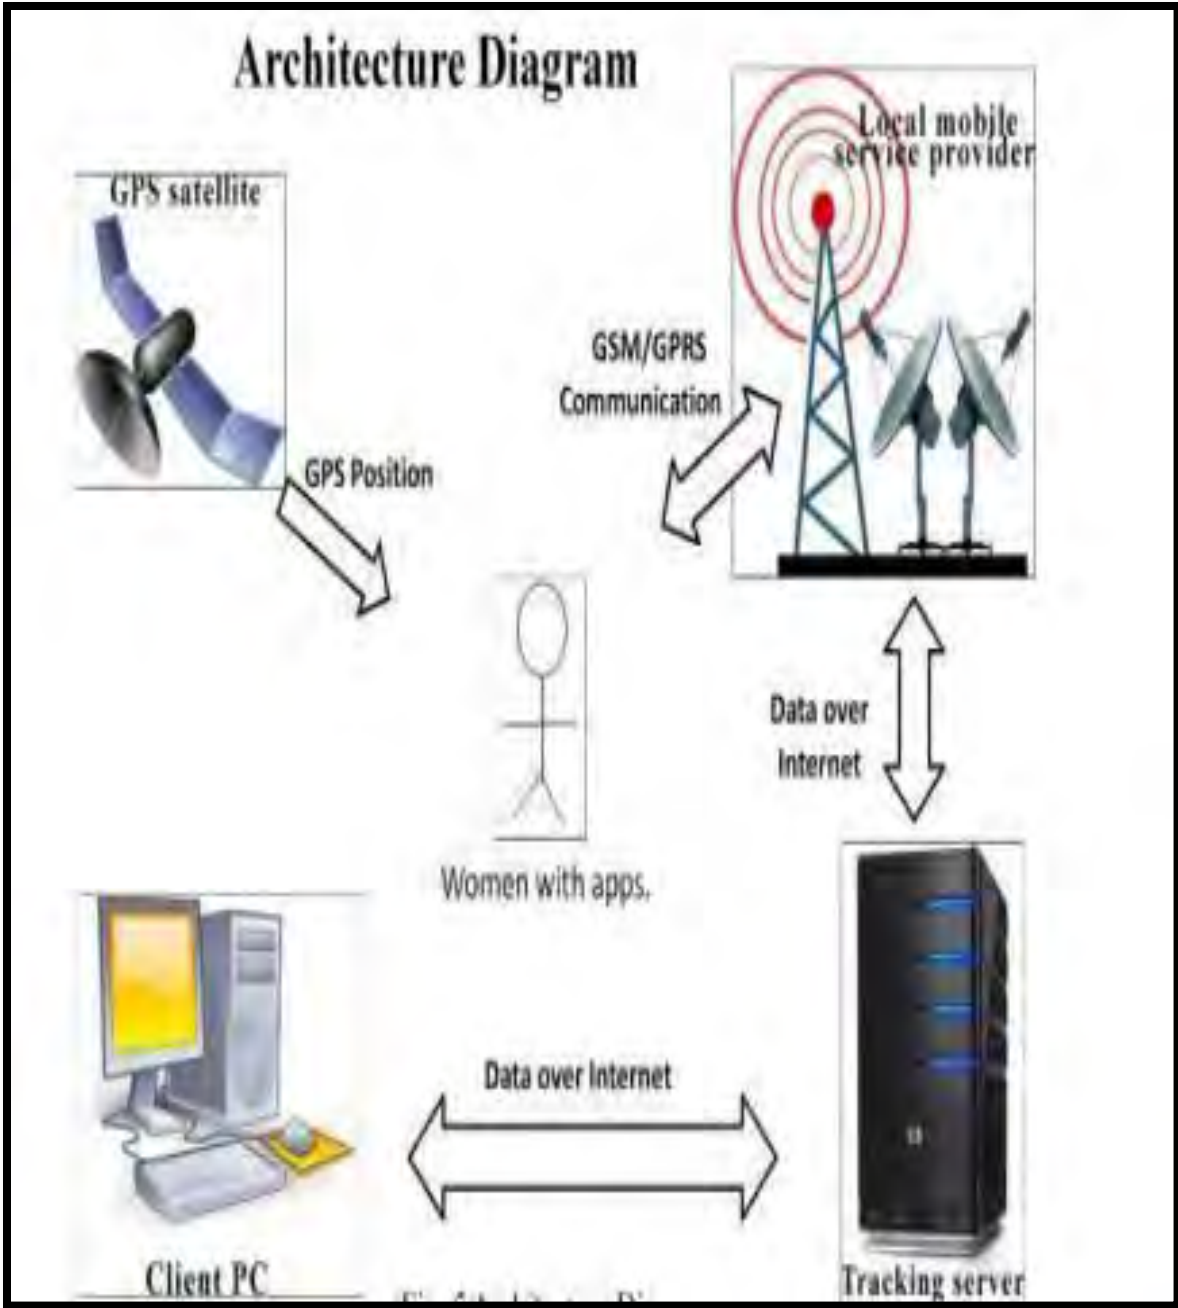 Architecture Diagram
Local mobile
service provider
GPS satellite
GSM/GPRS
Communication
GPS Position
Data over
Internet
Women with apps.
Data over Internet
Client PC
Tracking server